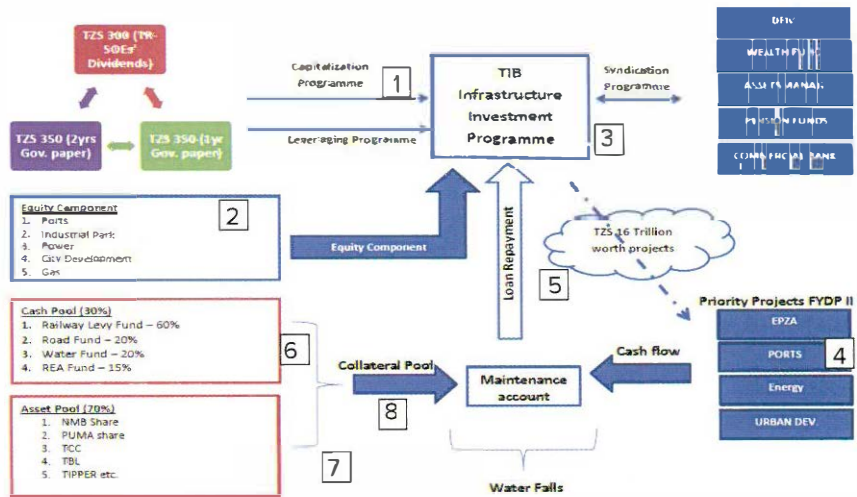 TZS 300 (TR-
SOEs'
Dividends)
TZS 350 (2yrs
Gov. paper)
TZS 350 (1yr
Gov. paper)
Capitalization
Programme
1
Leveraging Programme
TIB
Infrastructure
Investment
Programme
3
Syndication
Programme
WEALTH FUND
ASSETS MANAG.
PENSION FUNDS
COMMERCIAL BANK
Equity Component
2
1. Ports
2. Industrial Park
3. Power
4. City Development
5. Gas
Equity Component
Loan Repayment
TZS 16 Trillion
worth projects
5
Cash Pool (30%)
1. Railway Levy Fund – 60%
2. Road Fund – 20%
3. Water Fund – 20%
4. REA Fund – 15%
6
Asset Pool (70%)
1. NMB Share
2. PUMA share
3. TCC
4. TBL
5. TIPPER etc.
7
Collateral Pool
8
Maintenance
account
Cash flow
Water Falls
Priority Projects FYDP II
EPZA
PORTS
4
Energy
URBAN DEV.